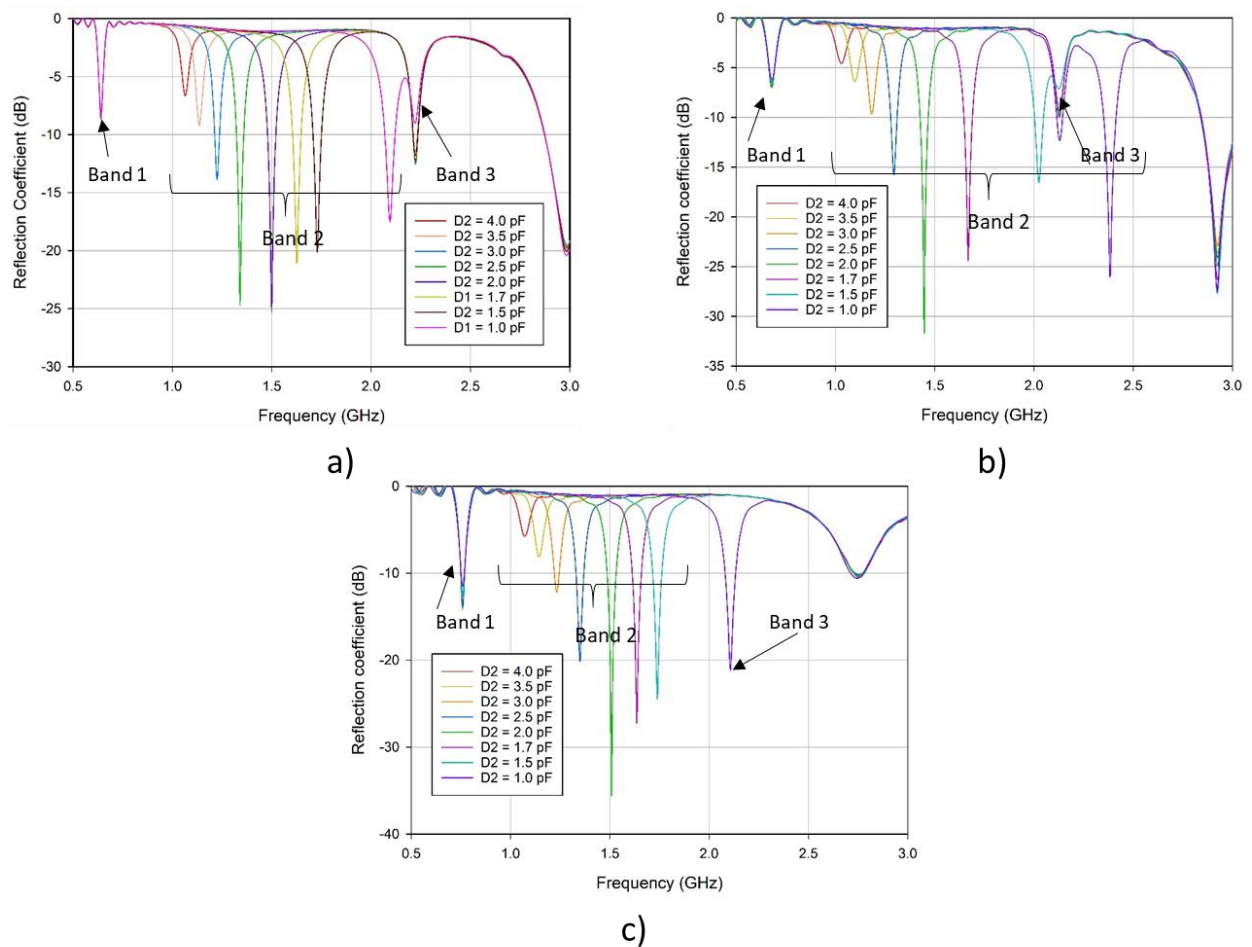 0
-5
-10
-15
-20
-25
-30
Reflection Coefficient (dB)
Band 1
Band 2
Band 3
D2 = 4.0 pF
D2 = 3.5 pF
D2 = 3.0 pF
D2 = 2.5 pF
D2 = 2.0 pF
D1 = 1.7 pF
D2 = 1.5 pF
D1 = 1.0 pF
0.5 1.0 1.5 2.0 2.5 3.0
Frequency (GHz)
a)
0
-5
-10
-15
-20
-25
-30
-35
Reflection coefficient (dB)
Band 1
Band 3
Band 2
D2 = 4.0 pF
D2 = 3.5 pF
D2 = 3.0 pF
D2 = 2.5 pF
D2 = 2.0 pF
D2 = 1.7 pF
D2 = 1.5 pF
D2 = 1.0 pF
0.5 1.0 1.5 2.0 2.5 3.0
Frequency (GHz)
b)
0
-10
-20
-30
-40
Reflection coefficient (dB)
Band 1
Band 2
Band 3
D2 = 4.0 pF
D2 = 3.5 pF
D2 = 3.0 pF
D2 = 2.5 pF
D2 = 2.0 pF
D2 = 1.7 pF
D2 = 1.5 pF
D2 = 1.0 pF
0.5 1.0 1.5 2.0 2.5 3.0
Frequency (GHz)
c)